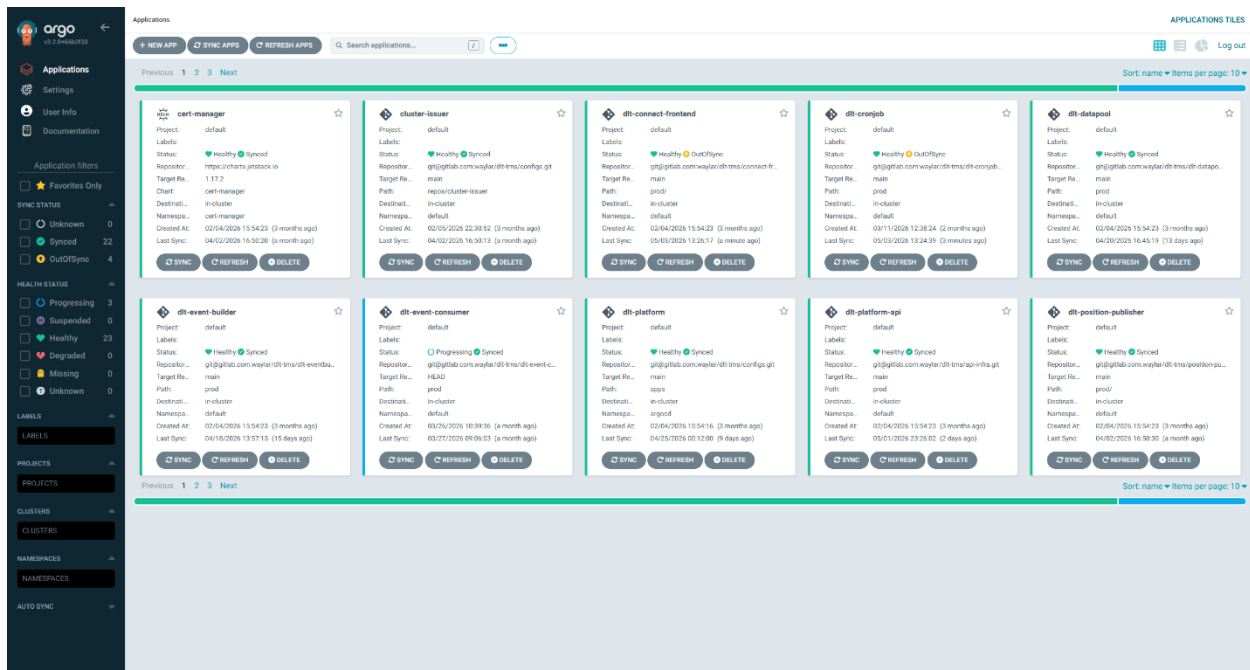 argo
v3.2.0+66b2f30
Applications
Settings
User Info
Documentation
Application filters
Favorites Only
SYNC STATUS
Unknown 0
Synced 22
OutOfSync 4
HEALTH STATUS
Progressing 3
Suspended 0
Healthy 23
Degraded 0
Missing 0
Unknown 0
LABELS
LABELS
PROJECTS
PROJECTS
CLUSTERS
CLUSTERS
NAMESPACES
NAMESPACES
AUTO SYNC
Applications
APPLICATIONS TILES
+ NEW APP SYNC APPS REFRESH APPS Search applications... /
Log out
Previous 1 2 3 Next
Sort: name Items per page: 10
HELM cert-manager
Project: default
Labels:
Status: Healthy Synced
Repositor... https://charts.jetstack.io
Target Re... 1.17.2
Chart: cert-manager
Destinati... in-cluster
Namespa... cert-manager
Created At: 02/04/2026 15:54:23 (3 months ago)
Last Sync: 04/02/2026 16:50:20 (a month ago)
SYNC REFRESH DELETE
cluster-issuer
Project: default
Labels:
Status: Healthy Synced
Repositor... git@gitlab.com:waylar/dlt-tms/configs.git
Target Re... main
Path: repos/cluster-issuer
Destinati... in-cluster
Namespa... default
Created At: 02/05/2026 22:30:52 (3 months ago)
Last Sync: 04/02/2026 16:50:13 (a month ago)
SYNC REFRESH DELETE
dlt-connect-frontend
Project: default
Labels:
Status: Healthy OutOfSync
Repositor... git@gitlab.com:waylar/dlt-tms/connect-fr...
Target Re... main
Path: prod/
Destinati... in-cluster
Namespa... default
Created At: 02/04/2026 15:54:23 (3 months ago)
Last Sync: 05/03/2026 13:26:17 (a minute ago)
SYNC REFRESH DELETE
dlt-cronjob
Project: default
Labels:
Status: Healthy OutOfSync
Repositor... git@gitlab.com:waylar/dlt-tms/dlt-cronjob...
Target Re... main
Path: prod
Destinati... in-cluster
Namespa... default
Created At: 03/11/2026 12:38:24 (2 months ago)
Last Sync: 05/03/2026 13:24:39 (3 minutes ago)
SYNC REFRESH DELETE
dlt-datapool
Project: default
Labels:
Status: Healthy Synced
Repositor... git@gitlab.com:waylar/dlt-tms/dlt-datapo...
Target Re... main
Path: prod
Destinati... in-cluster
Namespa... default
Created At: 02/04/2026 15:54:23 (3 months ago)
Last Sync: 04/20/2026 16:45:19 (13 days ago)
SYNC REFRESH DELETE
dlt-event-builder
Project: default
Labels:
Status: Healthy Synced
Repositor... git@gitlab.com:waylar/dlt-tms/dlt-eventbu...
Target Re... main
Path: prod
Destinati... in-cluster
Namespa... default
Created At: 02/04/2026 15:54:23 (3 months ago)
Last Sync: 04/18/2026 13:57:15 (15 days ago)
SYNC REFRESH DELETE
dlt-event-consumer
Project: default
Labels:
Status: Progressing Synced
Repositor... git@gitlab.com:waylar/dlt-tms/dlt-event-c...
Target Re... HEAD
Path: prod
Destinati... in-cluster
Namespa... default
Created At: 03/26/2026 10:39:36 (a month ago)
Last Sync: 03/27/2026 09:06:03 (a month ago)
SYNC REFRESH DELETE
dlt-platform
Project: default
Labels:
Status: Healthy Synced
Repositor... git@gitlab.com:waylar/dlt-tms/configs.git
Target Re... main
Path: apps
Destinati... in-cluster
Namespa... argocd
Created At: 02/04/2026 15:54:16 (3 months ago)
Last Sync: 04/25/2026 00:12:00 (9 days ago)
SYNC REFRESH DELETE
dlt-platform-api
Project: default
Labels:
Status: Healthy Synced
Repositor... git@gitlab.com:waylar/dlt-tms/api-infra.git
Target Re... main
Path: prod
Destinati... in-cluster
Namespa... default
Created At: 02/04/2026 15:54:23 (3 months ago)
Last Sync: 05/01/2026 23:26:02 (2 days ago)
SYNC REFRESH DELETE
dlt-position-publisher
Project: default
Labels:
Status: Healthy Synced
Repositor... git@gitlab.com:waylar/dlt-tms/position-pu...
Target Re... main
Path: prod/
Destinati... in-cluster
Namespa... default
Created At: 02/04/2026 15:54:23 (3 months ago)
Last Sync: 04/02/2026 16:50:30 (a month ago)
SYNC REFRESH DELETE
Previous 1 2 3 Next
Sort: name Items per page: 10